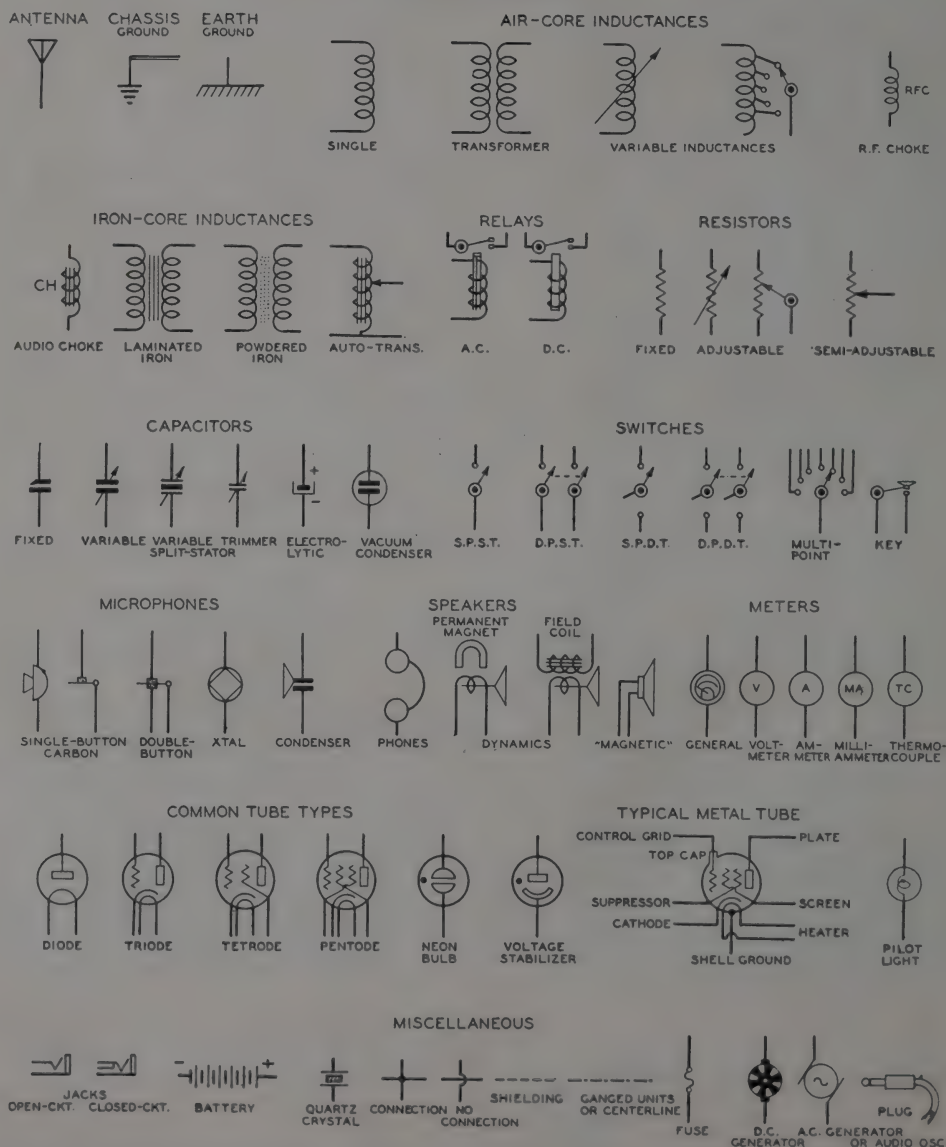 ANTENNA CHASSIS GROUND EARTH GROUND
AIR-CORE INDUCTANCES
SINGLE TRANSFORMER VARIABLE INDUCTANCES RFC R.F. CHOKE
IRON-CORE INDUCTANCES RELAYS RESISTORS
CH
AUDIO CHOKE LAMINATED IRON POWDERED IRON AUTO-TRANS. A.C. D.C. FIXED ADJUSTABLE SEMI-ADJUSTABLE
CAPACITORS SWITCHES
+
-
FIXED VARIABLE VARIABLE SPLIT-STATOR TRIMMER ELECTRO-LYTIC VACUUM CONDENSER S.P.S.T. D.P.S.T. S.P.D.T. D.P.D.T. MULTI-POINT KEY
MICROPHONES SPEAKERS METERS
PERMANENT MAGNET FIELD COIL
V A MA TC
SINGLE-BUTTON CARBON DOUBLE-BUTTON XTAL CONDENSER PHONES DYNAMICS "MAGNETIC" GENERAL VOLT-METER AM-METER MILLI-AMMETER THERMO-COUPLE
COMMON TUBE TYPES TYPICAL METAL TUBE
CONTROL GRID PLATE
TOP CAP
SUPPRESSOR SCREEN
CATHODE HEATER
SHELL GROUND
DIODE TRIODE TETRODE PENTODE NEON BULB VOLTAGE STABILIZER PILOT LIGHT
MISCELLANEOUS
- +
JACKS
OPEN-CKT. CLOSED-CKT. BATTERY QUARTZ CRYSTAL CONNECTION NO CONNECTION SHIELDING GANGED UNITS OR CENTERLINE FUSE D.C. GENERATOR A.C. GENERATOR OR AUDIO OSC. PLUG